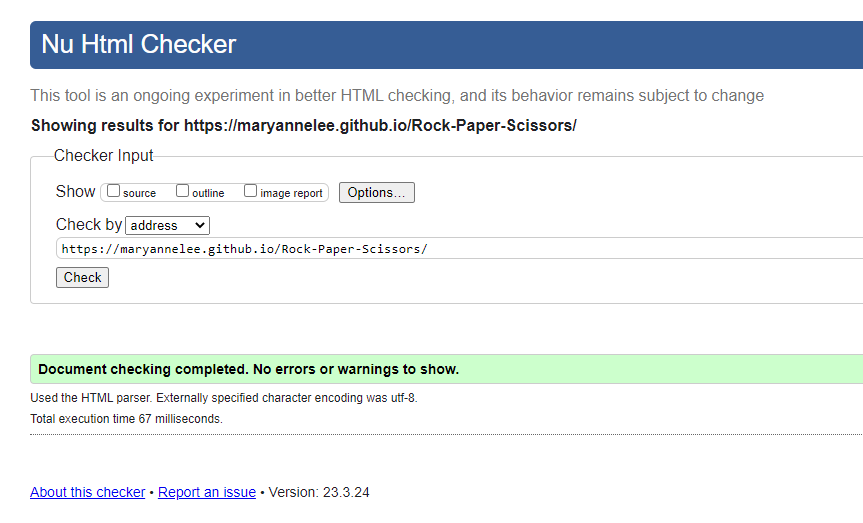 Nu Html Checker
This tool is an ongoing experiment in better HTML checking, and its behavior remains subject to change
Showing results for https://maryannelee.github.io/Rock-Paper-Scissors/
Checker Input
Show source outline image report Options...
Check by address
https://maryannelee.github.io/Rock-Paper-Scissors/
Check
Document checking completed. No errors or warnings to show.
Used the HTML parser. Externally specified character encoding was utf-8.
Total execution time 67 milliseconds.
About this checker • Report an issue • Version: 23.3.24